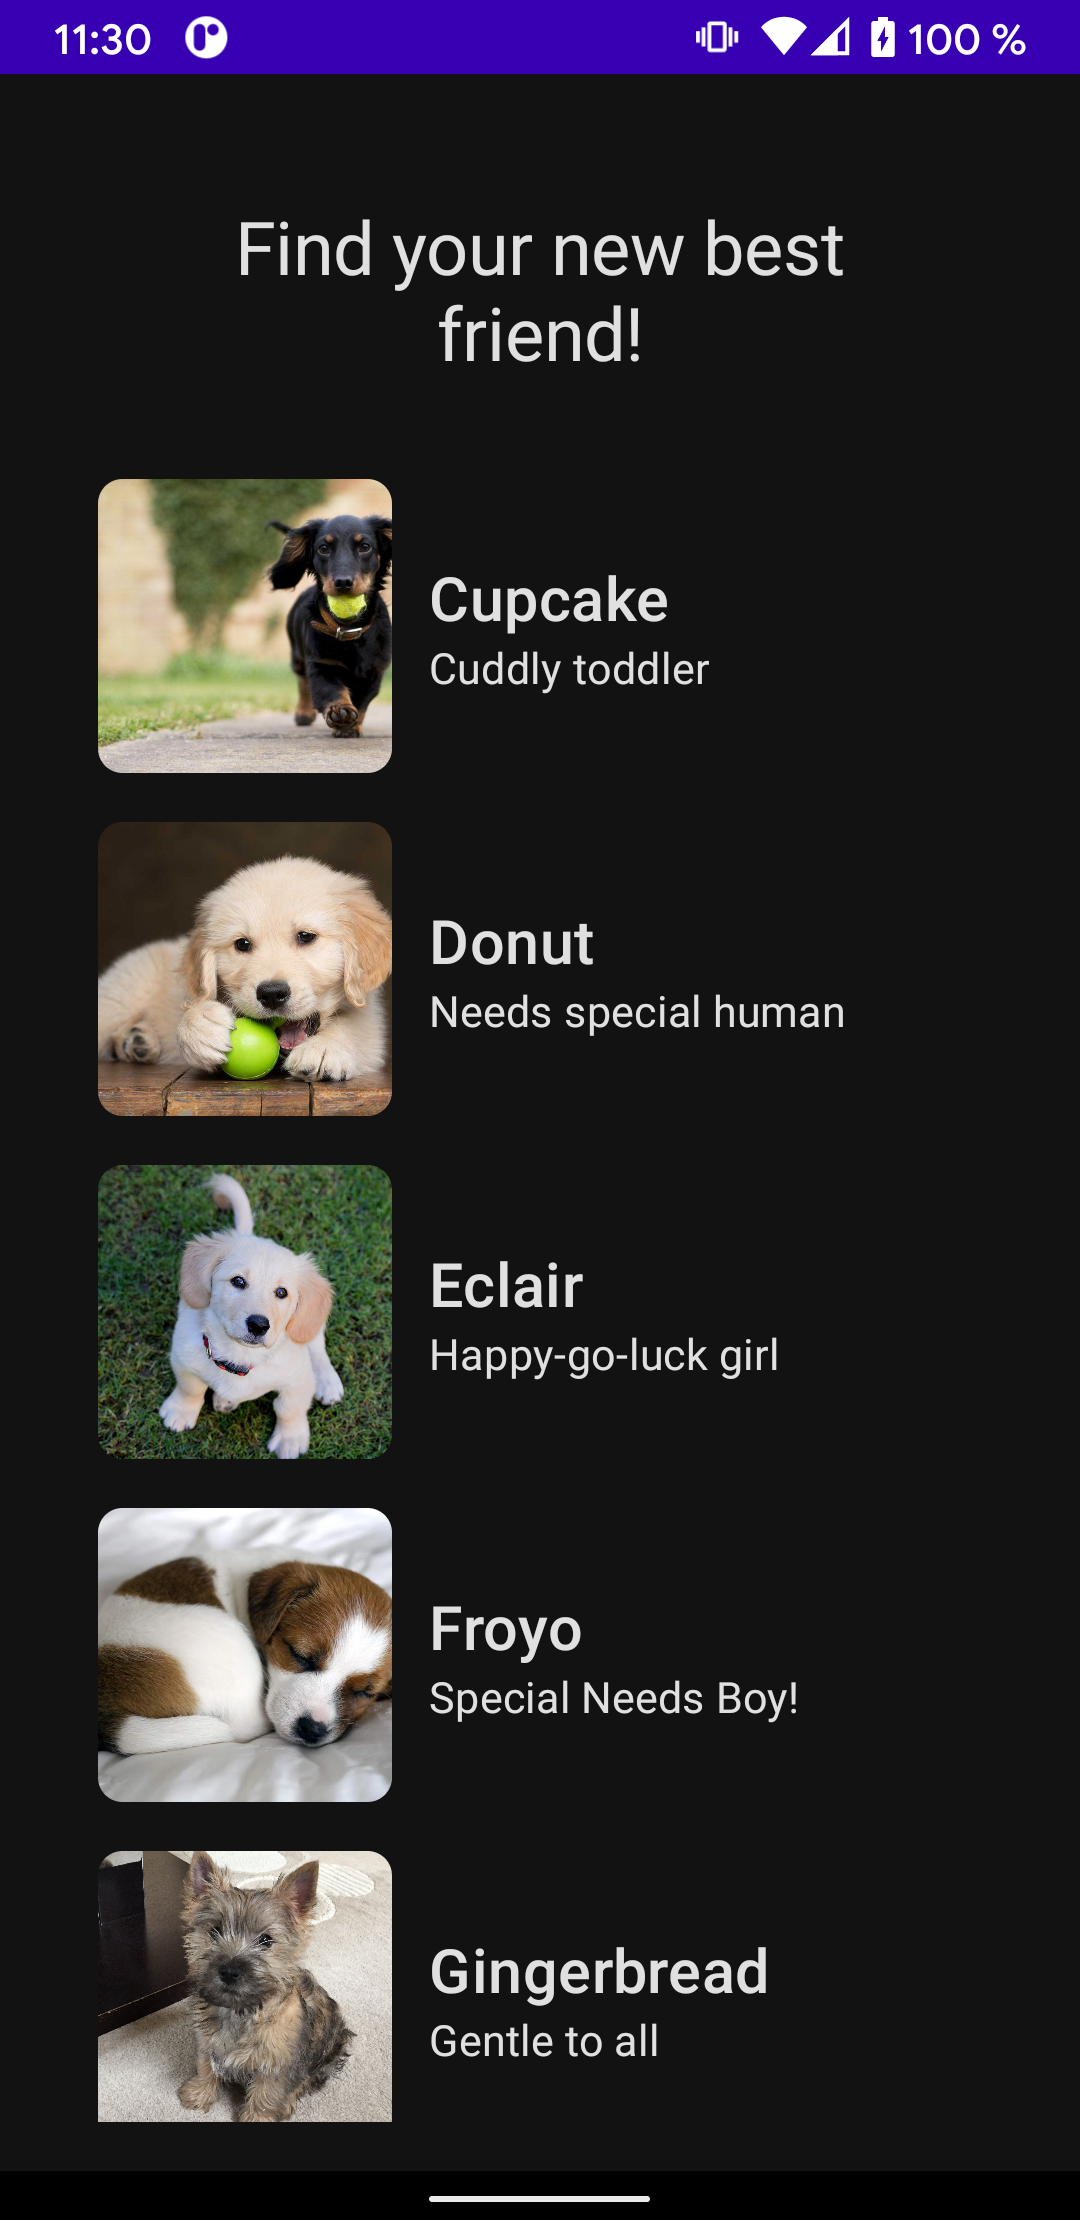 11:30 100 %
Find your new best
friend!
Cupcake
Cuddly toddler
Donut
Needs special human
Eclair
Happy-go-luck girl
Froyo
Special Needs Boy!
Gingerbread
Gentle to all